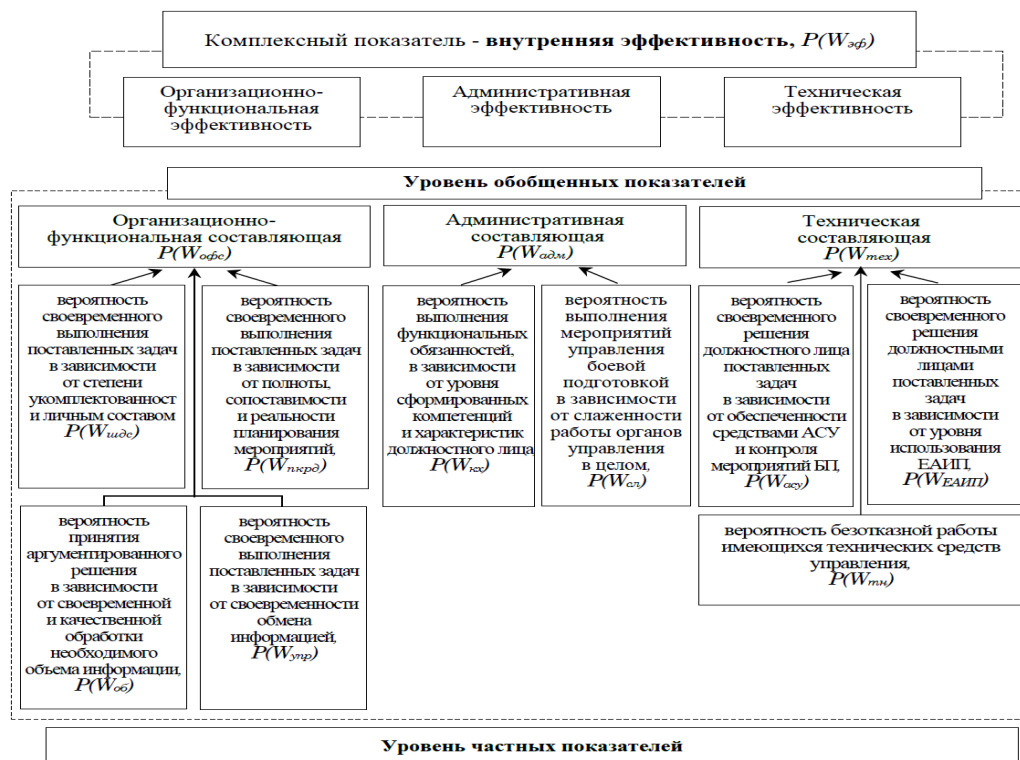 Комплексный показатель - внутренняя эффективность, P(Wэф)
Организационно-
функциональная
эффективность
Административная
эффективность
Техническая
эффективность
Уровень обобщенных показателей
Организационно-
функциональная составляющая
P(Wофс)
Административная
составляющая
P(Wадм)
Техническая
составляющая
P(Wтех)
вероятность
своевременного
выполнения
поставленных задач
в зависимости
от степени
укомплектованност
и личным составом
P(Wшдс)
вероятность
своевременного
выполнения
поставленных задач
в зависимости
от полноты,
сопоставимости
и реальности
планирования
мероприятий,
P(Wпкрд)
вероятность
выполнения
функциональных
обязанностей,
в зависимости
от уровня
сформированных
компетенций
и характеристик
должностного лица
P(Wкх)
вероятность
выполнения
мероприятий
управления
боевой
подготовкой
в зависимости
от слаженности
работы органов
управления
в целом,
P(Wсл)
вероятность
своевременного
решения
должностного лица
поставленных
задач
в зависимости
от обеспеченности
средствами АСУ
и контроля
мероприятий БП,
P(Wасу)
вероятность
своевременного
решения
должностными
лицами
поставленных
задач
в зависимости
от уровня
использования
ЕАИП,
P(WЕАИП)
вероятность
принятия
аргументированного
решения
в зависимости
от своевременной
и качественной
обработки
необходимого
объема информации,
P(Wоб)
вероятность
своевременного
выполнения
поставленных задач
в зависимости
от своевременности
обмена
информацией,
P(Wупр)
вероятность безотказной работы
имеющихся технических средств
управления,
P(Wтн)
Уровень частных показателей